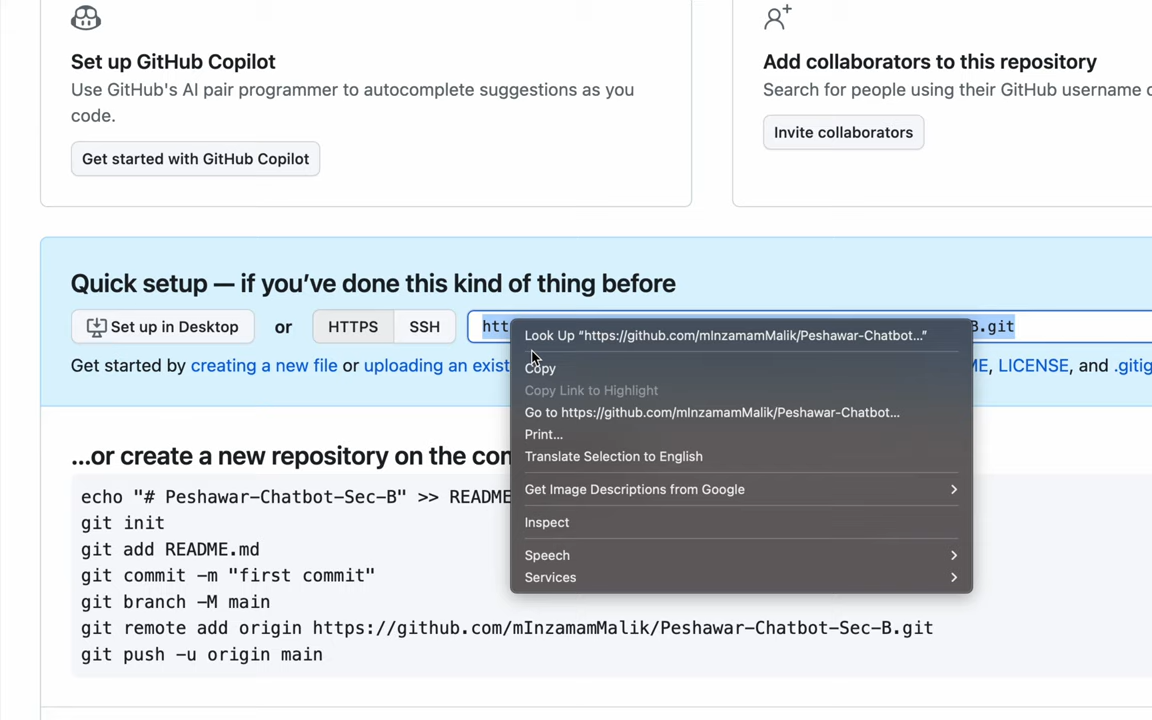 Set up GitHub Copilot
Use GitHub's AI pair programmer to autocomplete suggestions as you
code.
Get started with GitHub Copilot
Add collaborators to this repository
Search for people using their GitHub username
Invite collaborators
Quick setup — if you've done this kind of thing before
Set up in Desktop or HTTPS SSH htt B.git
Get started by creating a new file or uploading an exist LICENSE, and .gitig
Look Up "https://github.com/mInzamamMalik/Peshawar-Chatbot..."
Copy
Copy Link to Highlight
Go to https://github.com/mInzamamMalik/Peshawar-Chatbot...
Print...
Translate Selection to English
Get Image Descriptions from Google
Inspect
Speech
Services
...or create a new repository on the con
echo "# Peshawar-Chatbot-Sec-B" >> README
git init
git add README.md
git commit -m "first commit"
git branch -M main
git remote add origin https://github.com/mInzamamMalik/Peshawar-Chatbot-Sec-B.git
git push -u origin main